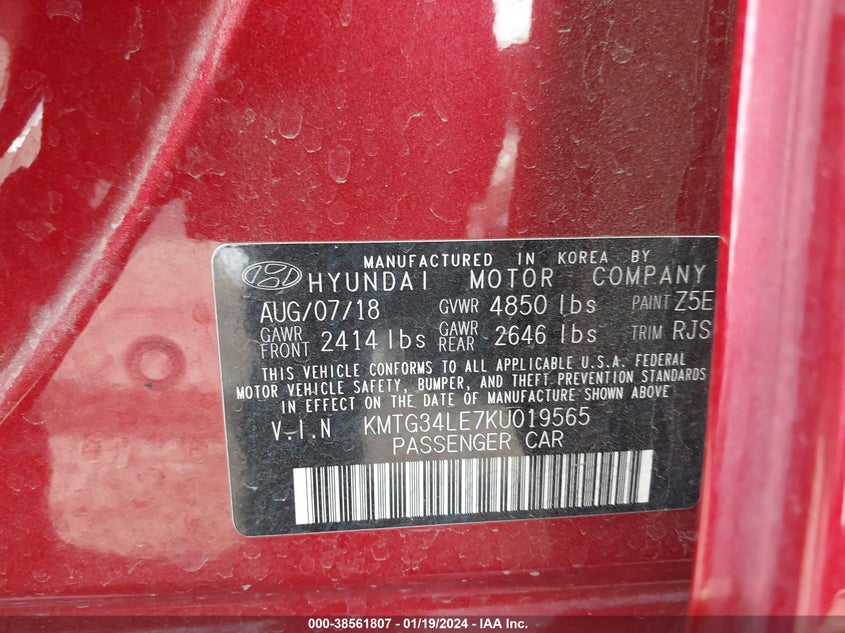 MANUFACTURED IN KOREA BY
HYUNDAI MOTOR COMPANY
AUG/07/18 GVWR 4850 lbs PAINT Z5E
GAWR FRONT 2414 lbs GAWR REAR 2646 lbs TRIM RJS
THIS VEHICLE CONFORMS TO ALL APPLICABLE U.S.A. FEDERAL
MOTOR VEHICLE SAFETY, BUMPER, AND THEFT PREVENTION STANDARDS
IN EFFECT ON THE DATE OF MANUFACTURE SHOWN ABOVE
V.I.N KMTG34LE7KU019565
PASSENGER CAR
000-38561807 - 01/19/2024 - IAA Inc.